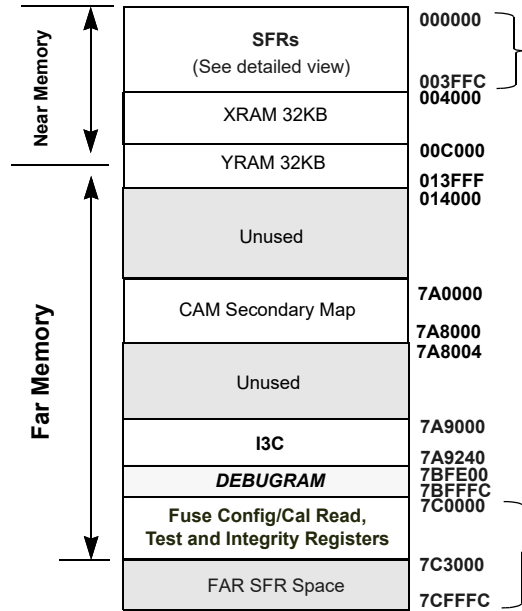 000000
Near Memory
SFRs
(See detailed view)
003FFC
004000
XRAM 32KB
00C000
YRAM 32KB
013FFF
014000
Unused
Far Memory
7A0000
CAM Secondary Map
7A8000
7A8004
Unused
7A9000
I3C
7A9240
DEBUGRAM
7BFE00
7BFFFC
7C0000
Fuse Config/Cal Read,
Test and Integrity Registers
7C3000
FAR SFR Space
7CFFFC